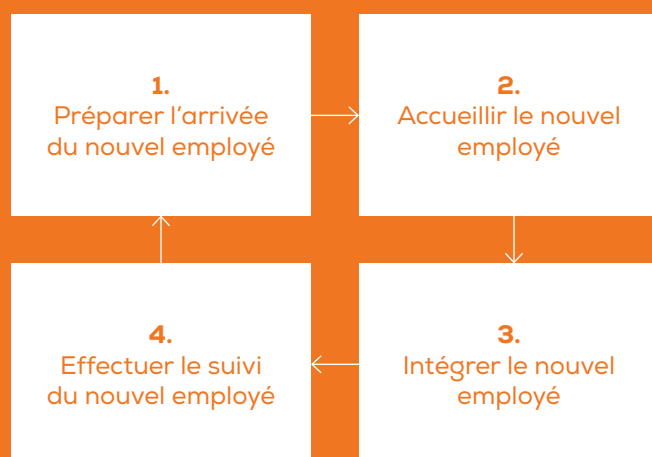 1.
Préparer l’arrivée
du nouvel employé
2.
Accueillir le nouvel
employé
3.
Intégrer le nouvel
employé
4.
Effectuer le suivi
du nouvel employé